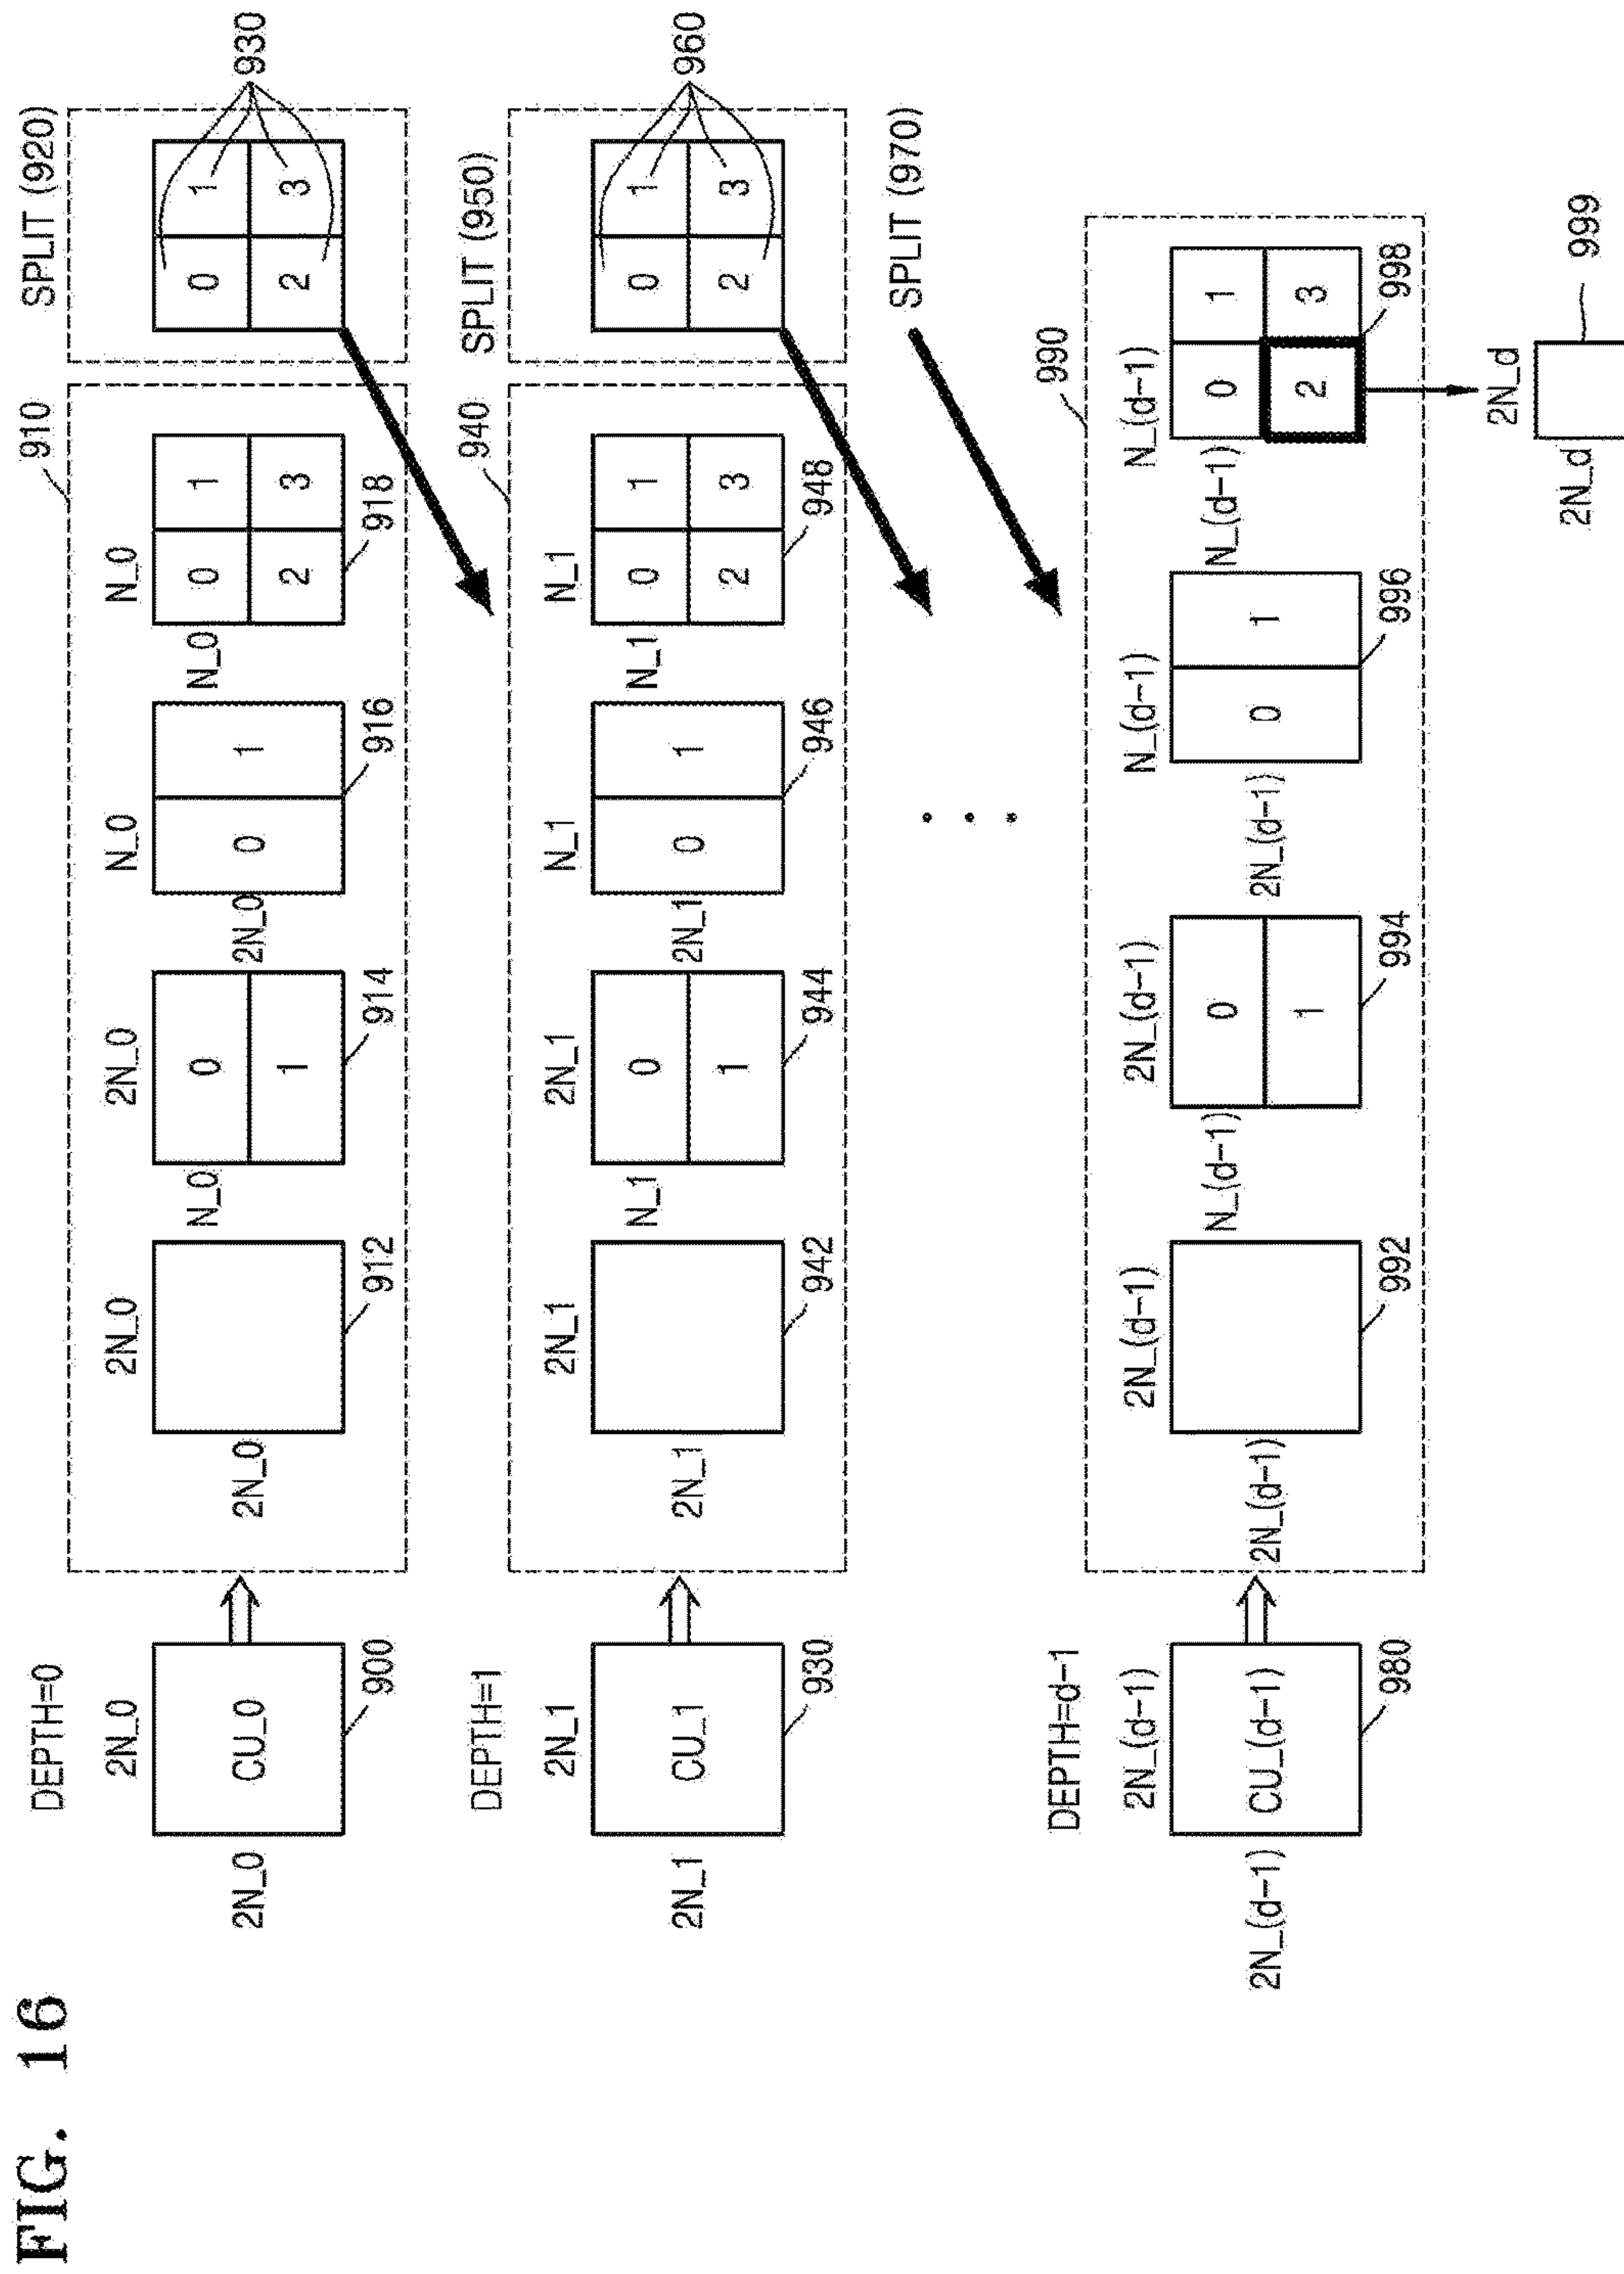 FIG. 16
DEPTH=0
2N_0
2N_0
CU_0
900
910
2N_0
2N_0
912
2N_0
N_0
0
1
914
N_0
2N_0
0
1
916
N_0
N_0
0
1
2
3
918
SPLIT (920)
0
1
2
3
930
DEPTH=1
2N_1
2N_1
CU_1
930
940
2N_1
2N_1
942
2N_1
N_1
0
1
944
N_1
2N_1
0
1
946
N_1
N_1
0
1
2
3
948
SPLIT (950)
0
1
2
3
960
SPLIT (970)
DEPTH=d-1
2N_(d-1)
2N_(d-1)
CU_(d-1)
980
990
2N_(d-1)
2N_(d-1)
992
2N_(d-1)
N_(d-1)
0
1
994
N_(d-1)
2N_(d-1)
0
1
996
N_(d-1)
N_(d-1)
0
1
2
3
998
2N_d
2N_d
999